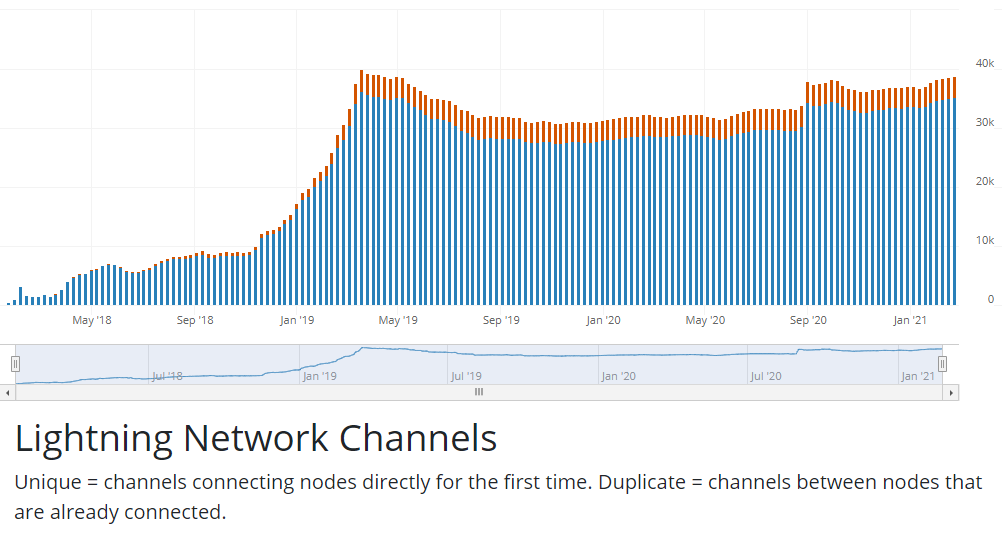 40k
30k
20k
10k
0
May '18 Sep '18 Jan '19 May '19 Sep '19 Jan '20 May '20 Sep '20 Jan '21
Jul '18 Jan '19 Jul '19 Jan '20 Jul '20 Jan '21
Lightning Network Channels
Unique = channels connecting nodes directly for the first time. Duplicate = channels between nodes that
are already connected.